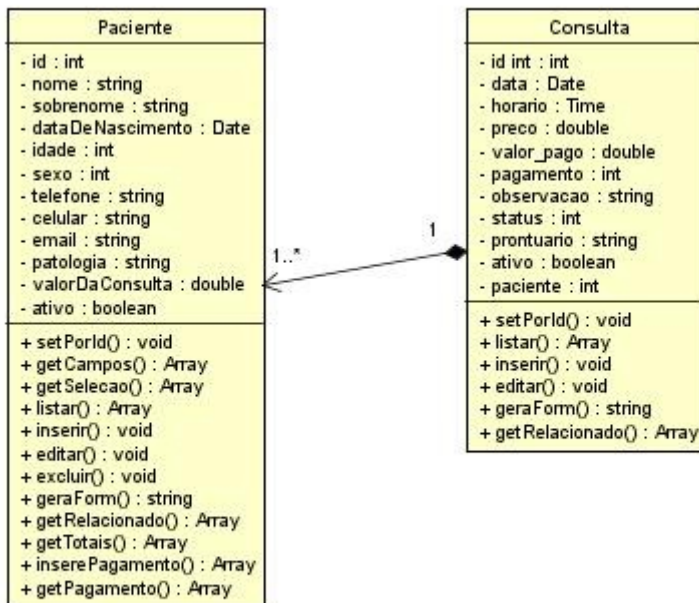 Paciente
- id : int
- nome : string
- sobrenome : string
- dataDeNascimento : Date
- idade : int
- sexo : int
- telefone : string
- celular : string
- email : string
- patologia : string
- valorDaConsulta : double
- ativo : boolean
+ setPorId() : void
+ getCampos() : Array
+ getSelecao() : Array
+ listar() : Array
+ inserir() : void
+ editar() : void
+ excluir() : void
+ geraForm() : string
+ getRelacionado() : Array
+ getTotais() : Array
+ inserePagamento() : Array
+ getPagamento() : Array
1..*
1
Consulta
- id int : int
- data : Date
- horario : Time
- preco : double
- valor_pago : double
- pagamento : int
- observacao : string
- status : int
- prontuario : string
- ativo : boolean
- paciente : int
+ setPorId() : void
+ listar() : Array
+ inserir() : void
+ editar() : void
+ geraForm() : string
+ getRelacionado() : Array